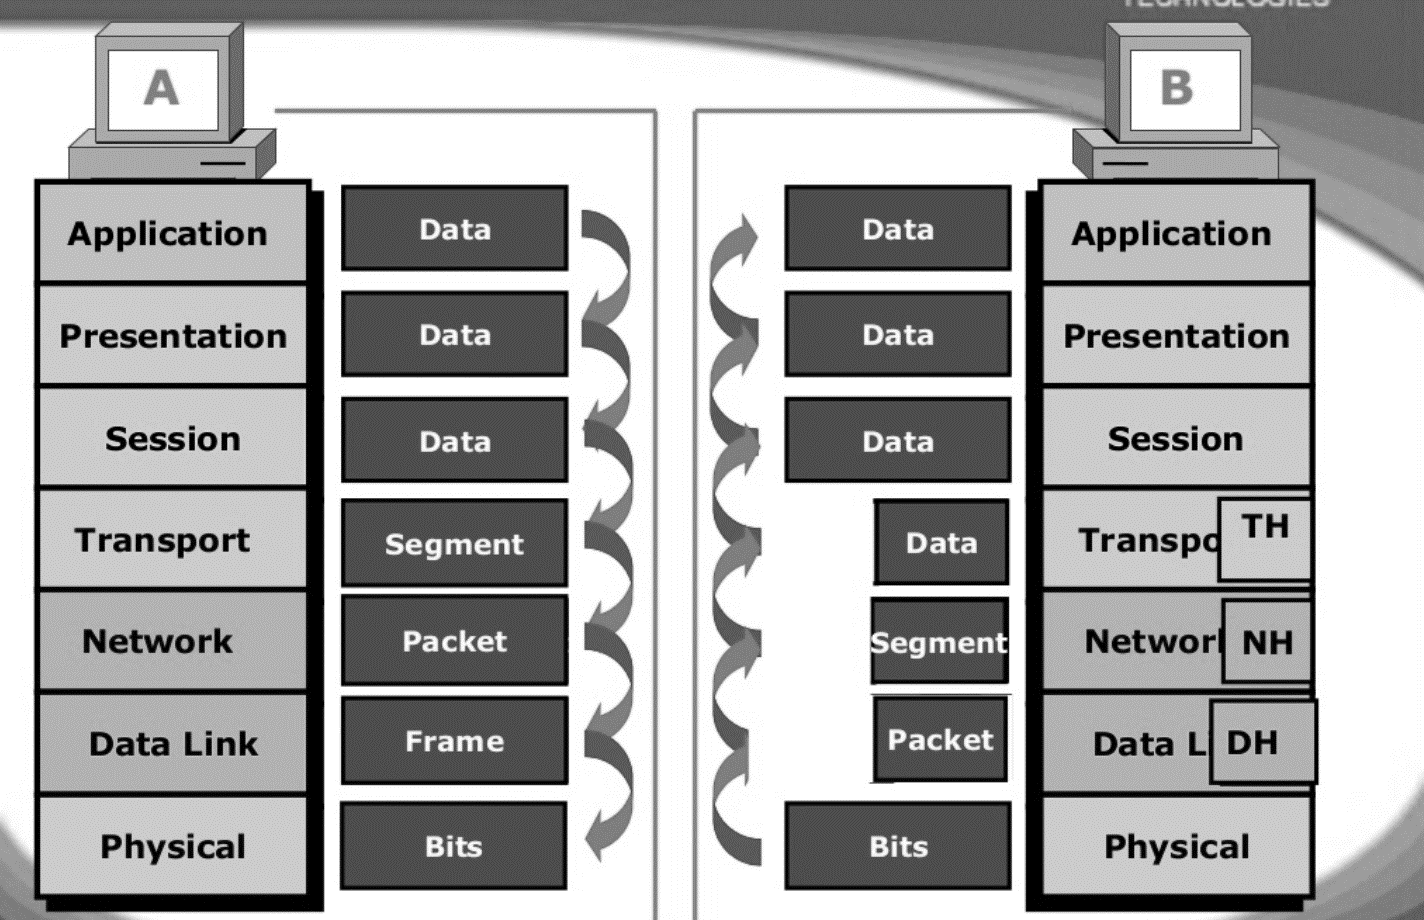 TECHNOLOGIES
A
B
Application
Data
Data
Application
Presentation
Data
Data
Presentation
Session
Data
Data
Session
Transport
Segment
Data
Transpo
TH
Network
Packet
Segment
Networ
NH
Data Link
Frame
Packet
Data L
DH
Physical
Bits
Bits
Physical